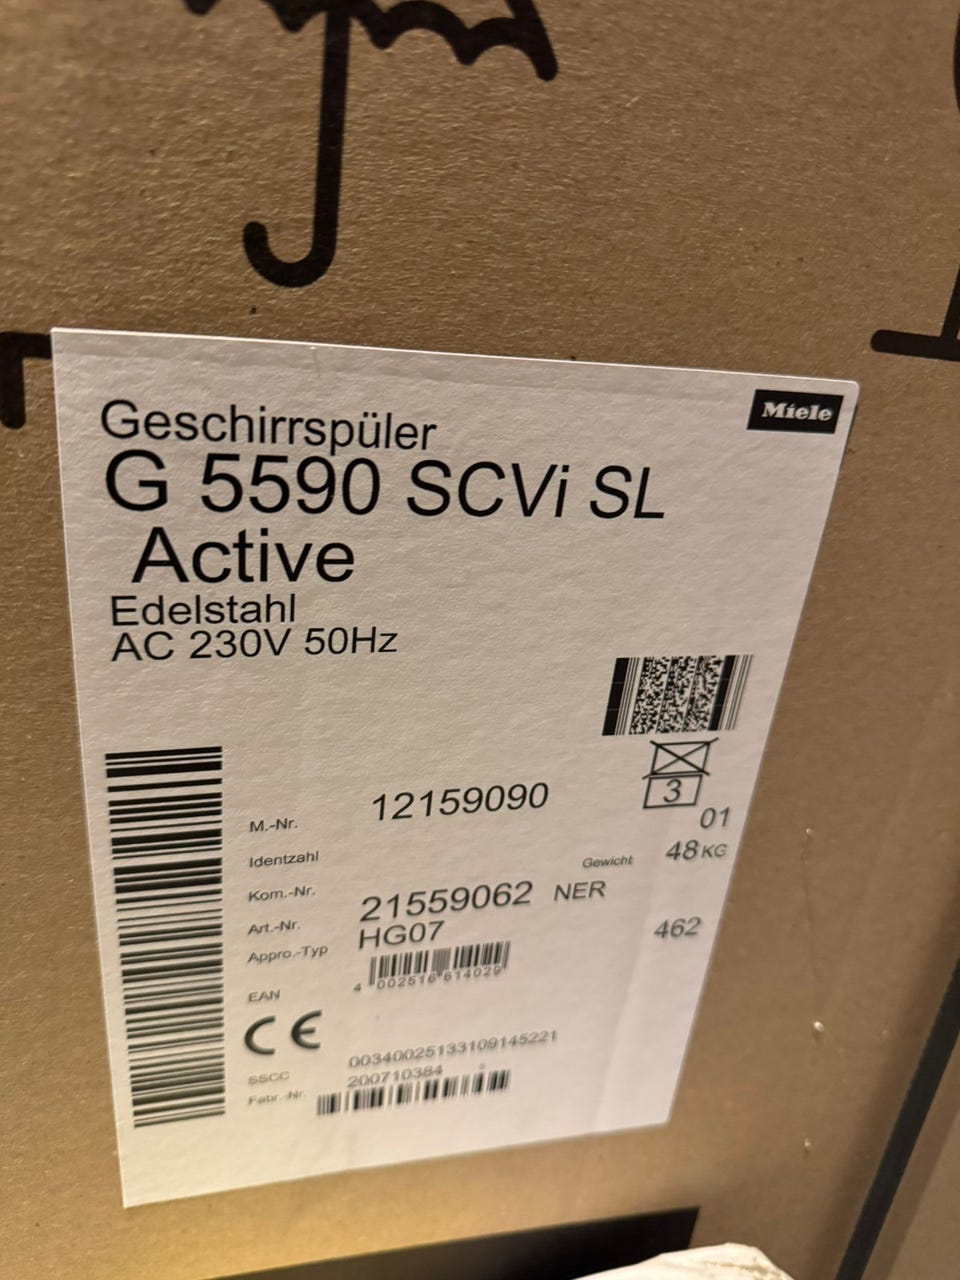 Miele
Geschirrspüler
G 5590 SCVi SL
Active
Edelstahl
AC 230V 50Hz
3
01
M.-Nr. 12159090
Identzahl
Gewicht 48 KG
Kom.-Nr.
Art.-Nr. 21559062 NER
Appro.-Typ HG07
462
EAN
4 002516 614029
CE
SSCC 00340025133109145221
Fabr.-Nr. 200710384